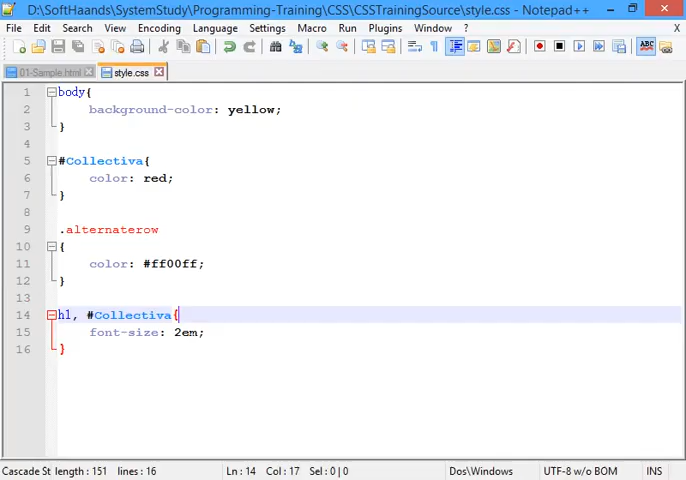 D:\SoftHaands\SystemStudy\Programming-Training\CSS\CSSTrainingSource\style.css - Notepad++
File Edit Search View Encoding Language Settings Macro Run Plugins Window ? X
ABC
01-Sample.html style.css
1 body{
2 background-color: yellow;
3 }
4
5 #Collectiva{
6 color: red;
7 }
8
9 .alternaterow
10 {
11 color: #ff00ff;
12 }
13
14 h1, #Collectiva{
15 font-size: 2em;
16 }
Cascade St length : 151 lines : 16 Ln : 14 Col : 17 Sel : 0 | 0 Dos\Windows UTF-8 w/o BOM INS